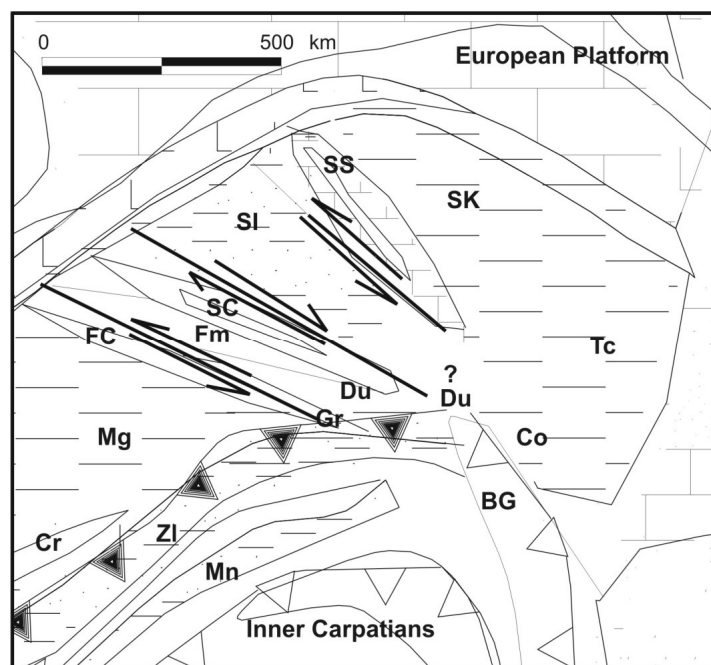 0 500 km
European Platform
SS
SK
SI
SC
FC Fm
Tc
?
Du Du
Gr
Mg Co
BG
Cr Zl
Mn
Inner Carpatians